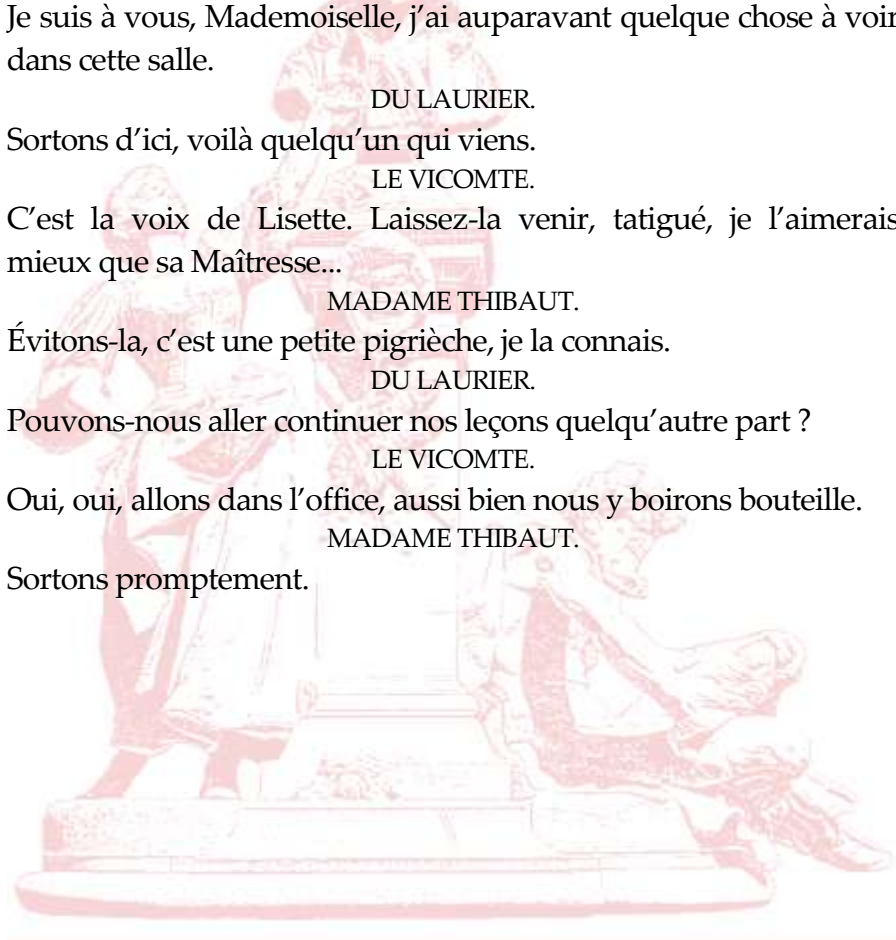 Je suis à vous, Mademoiselle, j’ai auparavant quelque chose à voir
dans cette salle.
DU LAURIER.
Sortons d’ici, voilà quelqu’un qui viens.
LE VICOMTE.
C’est la voix de Lisette. Laissez-la venir, tatigué, je l’aimerais
mieux que sa Maîtresse...
MADAME THIBAUT.
Évitons-la, c’est une petite pigrièche, je la connais.
DU LAURIER.
Pouvons-nous aller continuer nos leçons quelqu’autre part ?
LE VICOMTE.
Oui, oui, allons dans l’office, aussi bien nous y boirons bouteille.
MADAME THIBAUT.
Sortons promptement.